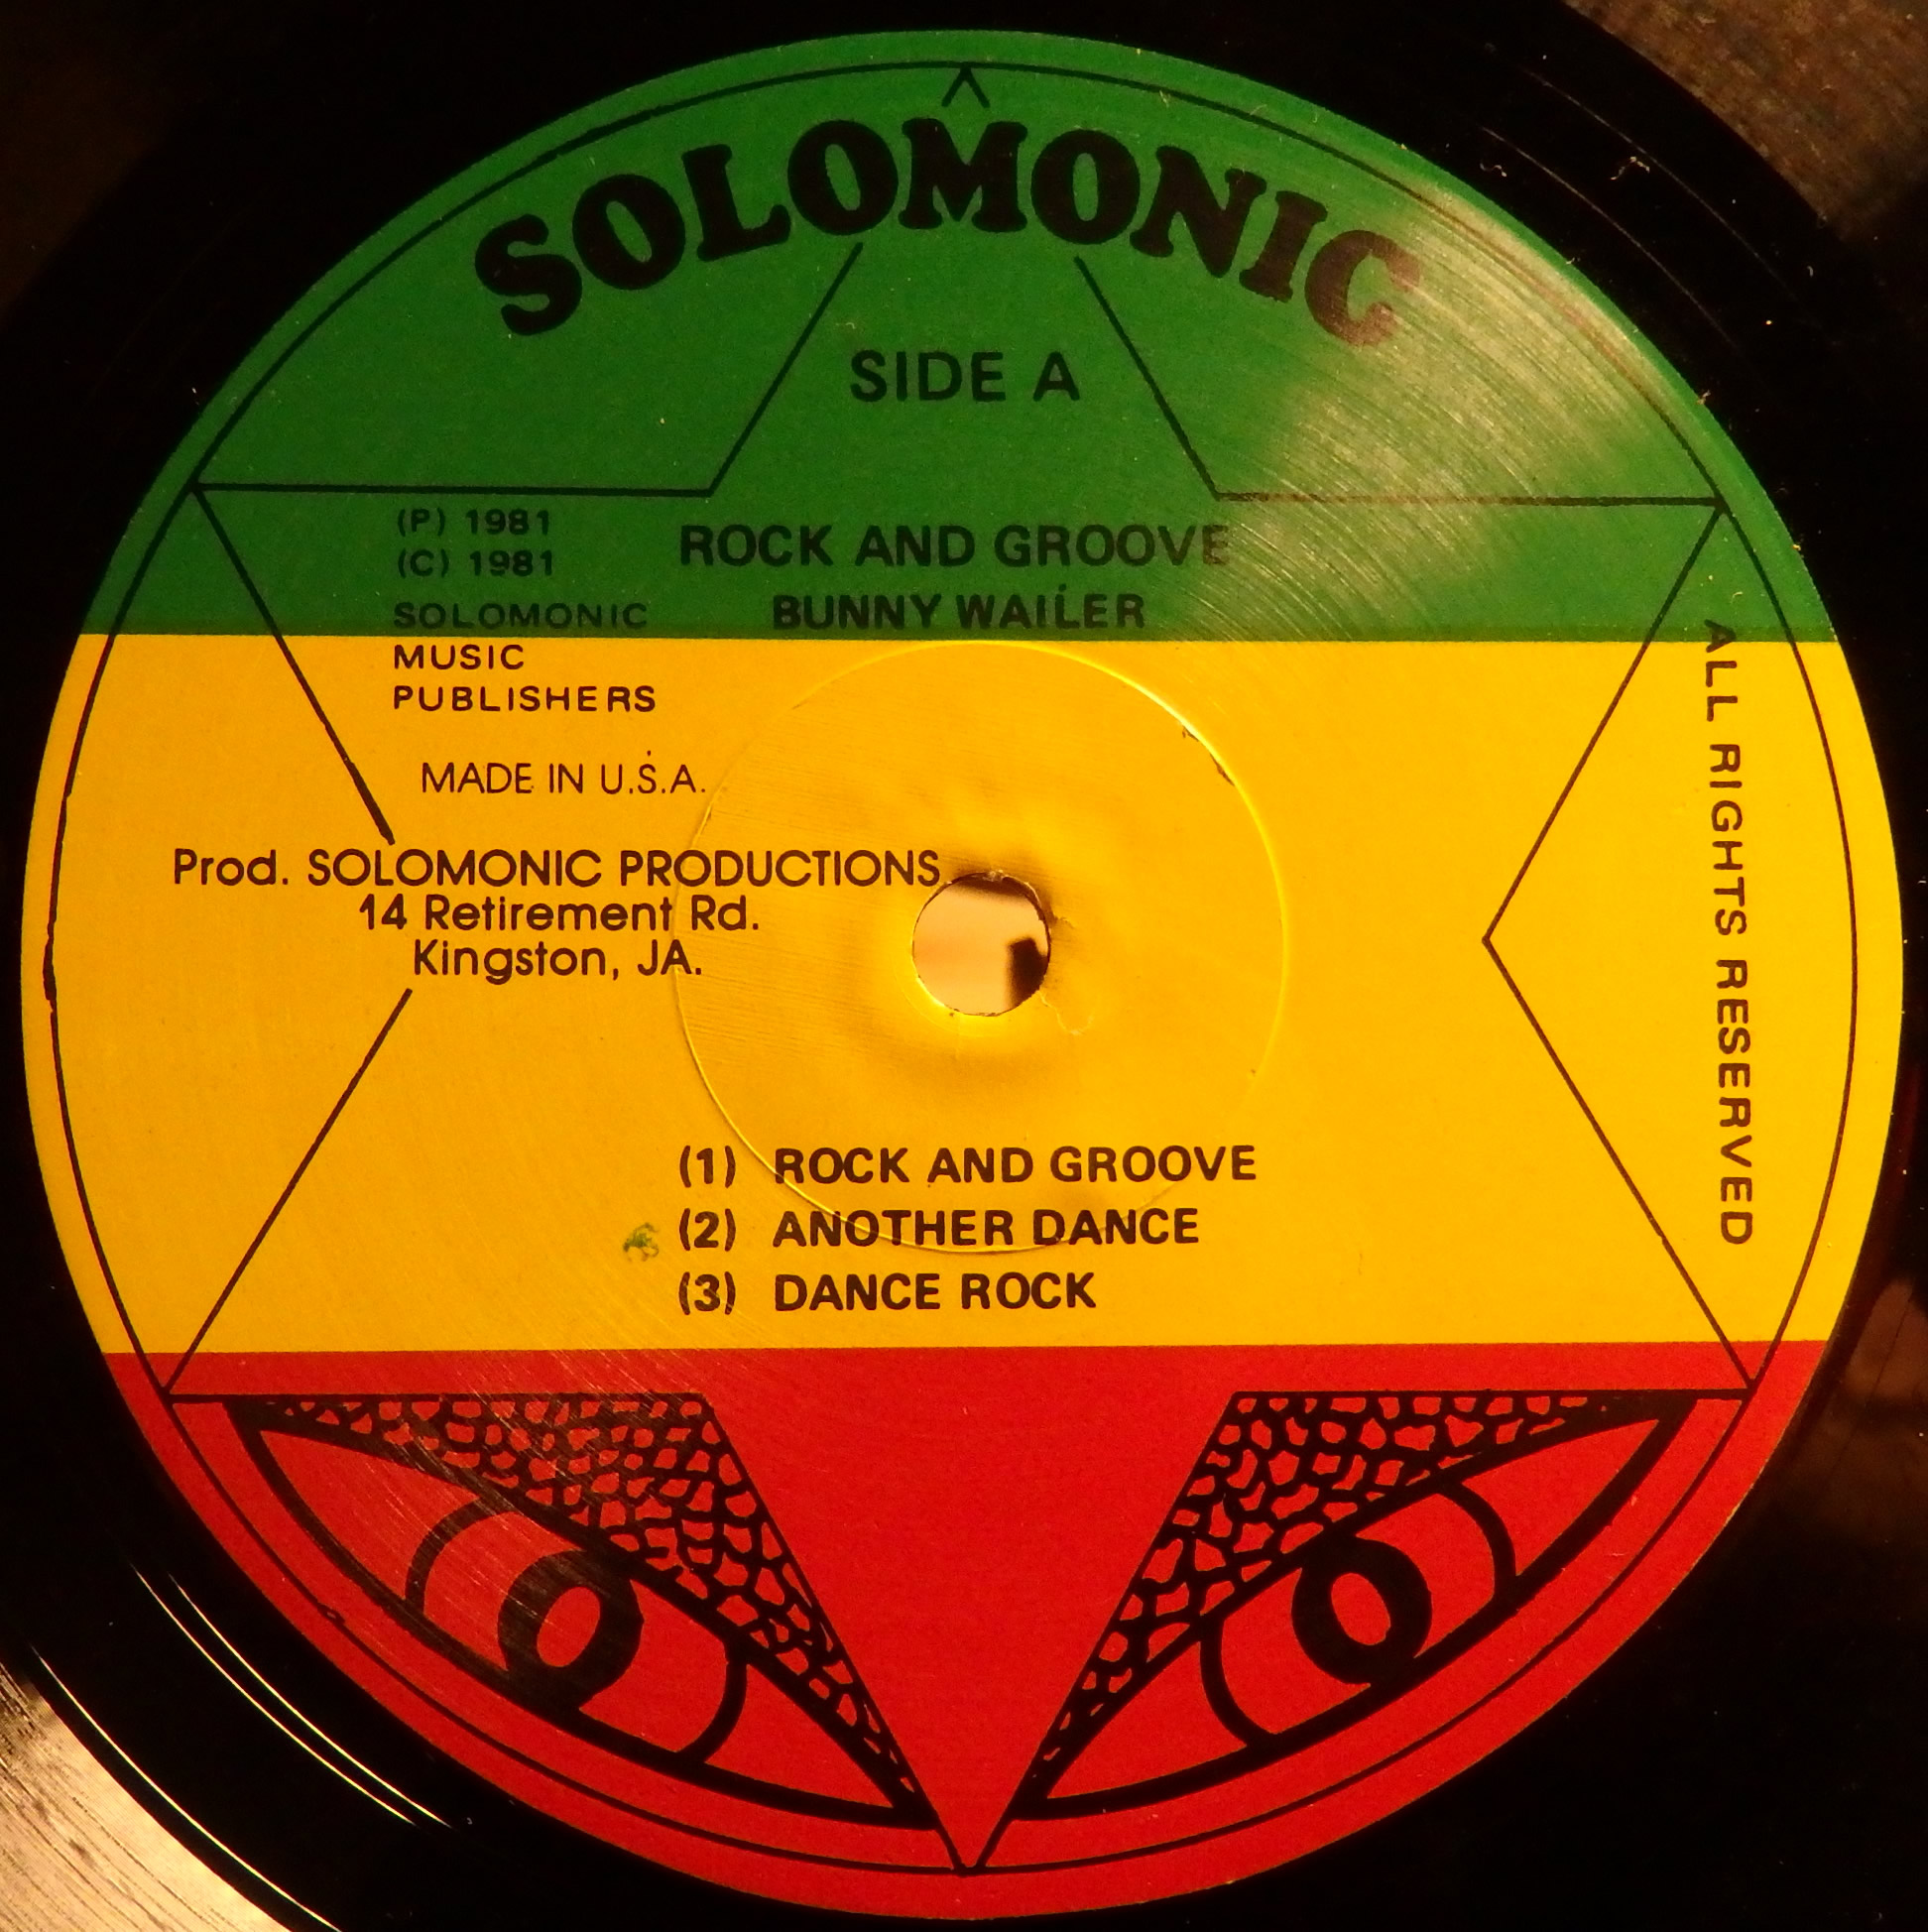 SOLOMONIC
SIDE A
(P) 1981
(C) 1981
SOLOMONIC
MUSIC
PUBLISHERS
ROCK AND GROOVE
BUNNY WAILER
MADE IN U.S.A.
Prod. SOLOMONIC PRODUCTIONS
14 Retirement Rd.
Kingston, JA.
ALL RIGHTS RESERVED
(1) ROCK AND GROOVE
(2) ANOTHER DANCE
(3) DANCE ROCK